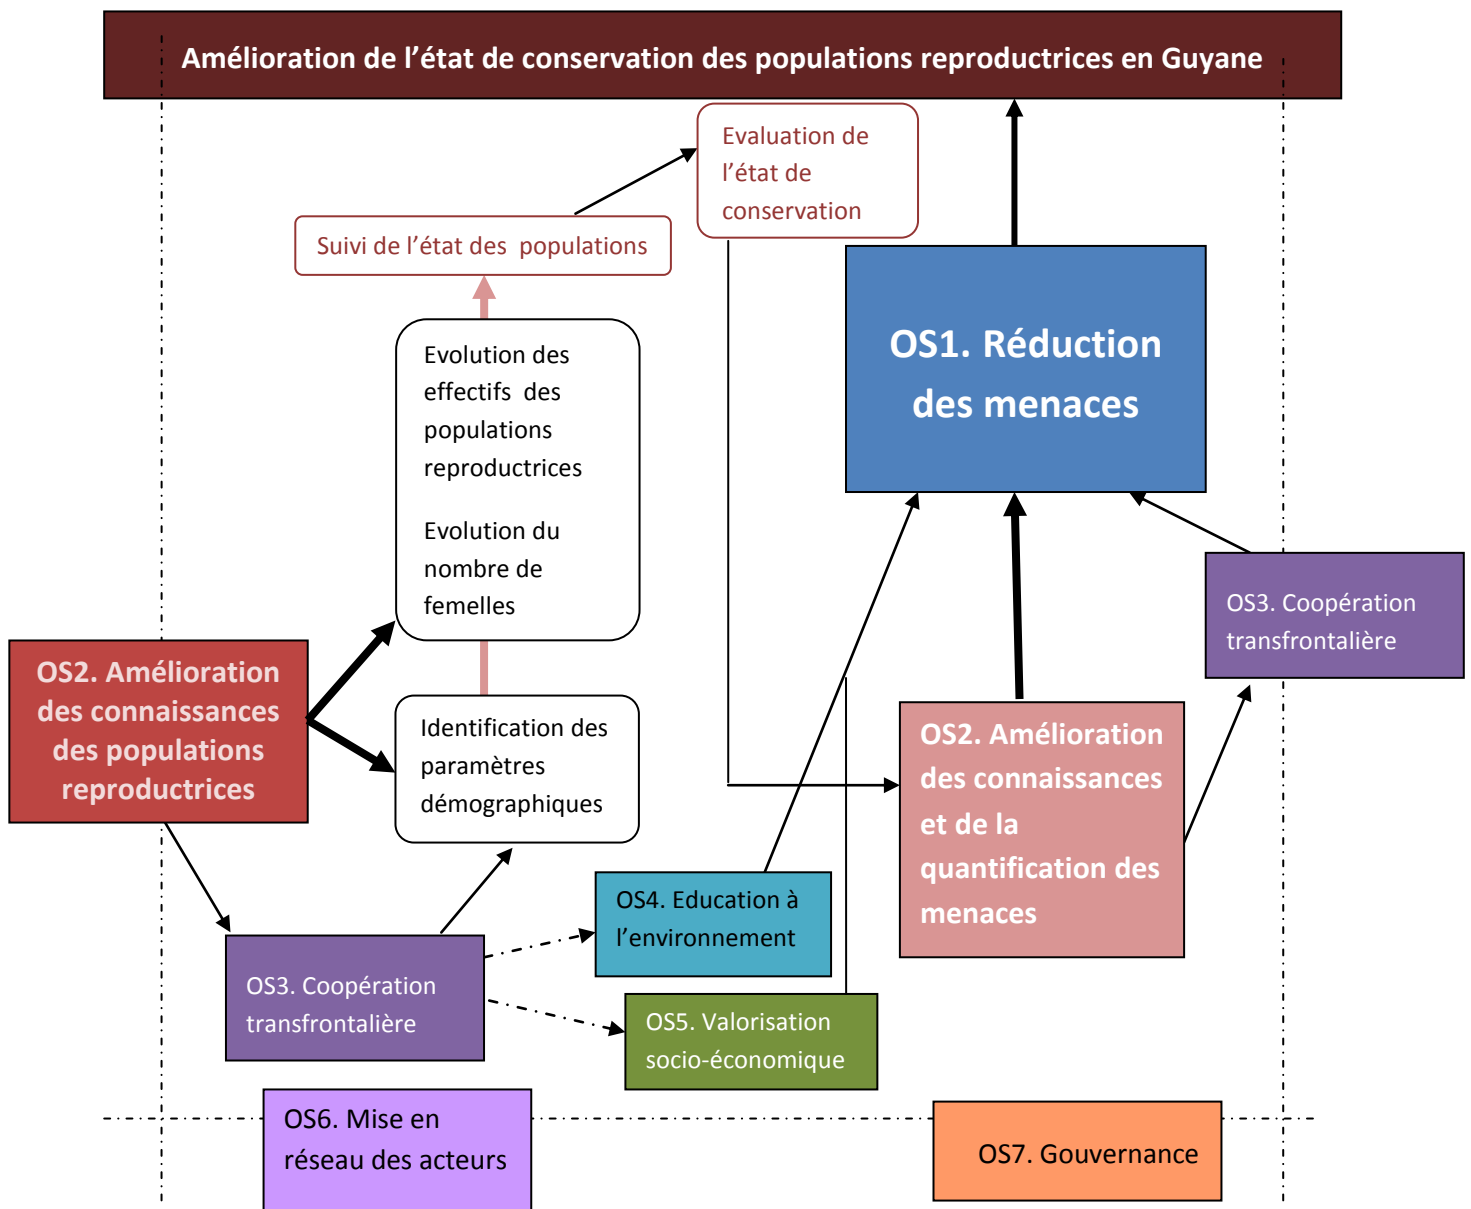 Amélioration de l’état de conservation des populations reproductrices en Guyane
Evaluation de
l’état de
conservation
Suivi de l’état des populations
Evolution des
effectifs des
populations
reproductrices
Evolution du
nombre de
femelles
OS1. Réduction
des menaces
OS3. Coopération
transfrontalière
OS2. Amélioration
des connaissances
des populations
reproductrices
Identification des
paramètres
démographiques
OS2. Amélioration
des connaissances
et de la
quantification des
menaces
OS4. Education à
l’environnement
OS3. Coopération
transfrontalière
OS5. Valorisation
socio-économique
OS6. Mise en
réseau des acteurs
OS7. Gouvernance